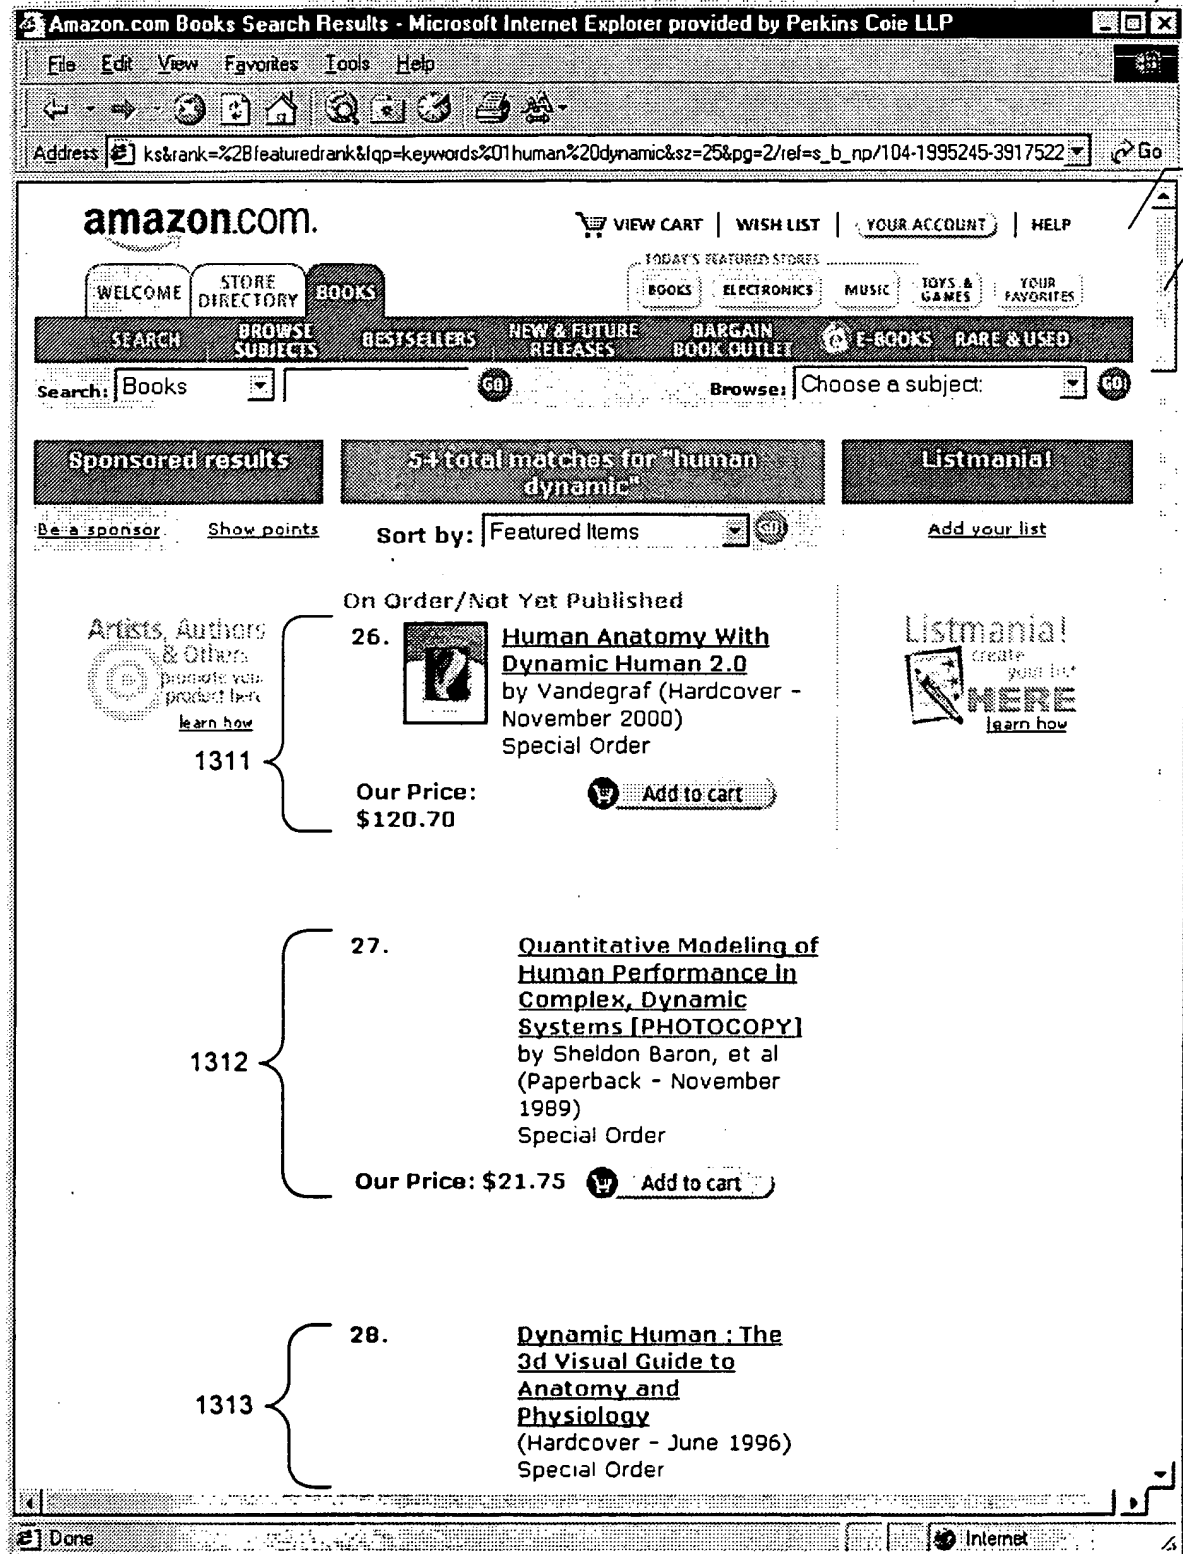 Amazon.com Books Search Results - Microsoft Internet Explorer provided by Perkins Coie LLP
File Edit View Favorites Tools Help
Address ks&rank=%2Bfeaturedrank&fqp=keywords%01human%20dynamic&sz=25&pg=2/ref=s_b_np/104-1995245-3917522 Go
amazon.com.
VIEW CART | WISH LIST | YOUR ACCOUNT | HELP
TODAY'S FEATURED STORES
WELCOME STORE DIRECTORY BOOKS
BOOKS ELECTRONICS MUSIC TOYS & GAMES YOUR FAVORITES
SEARCH BROWSE SUBJECTS BESTSELLERS NEW & FUTURE RELEASES BARGAIN BOOK OUTLET E-BOOKS RARE & USED
Search: Books GO! Browse: Choose a subject: GO!
Sponsored results
54 total matches for "human
dynamic"
Listmania!
Be a sponsor Show points
Sort by: Featured Items GO!
Add your list
On Order/Not Yet Published
Artists, Authors
& Others
promote your
product here
learn how
1311
26. Human Anatomy With
Dynamic Human 2.0
by Vandegraf (Hardcover -
November 2000)
Special Order
Our Price:
$120.70
Add to cart
Listmania!
create
your list
HERE
learn how
1312
27. Quantitative Modeling of
Human Performance in
Complex, Dynamic
Systems [PHOTOCOPY]
by Sheldon Baron, et al
(Paperback - November
1989)
Special Order
Our Price: $21.75 Add to cart
1313
28. Dynamic Human : The
3d Visual Guide to
Anatomy and
Physiology
(Hardcover - June 1996)
Special Order
Done Internet